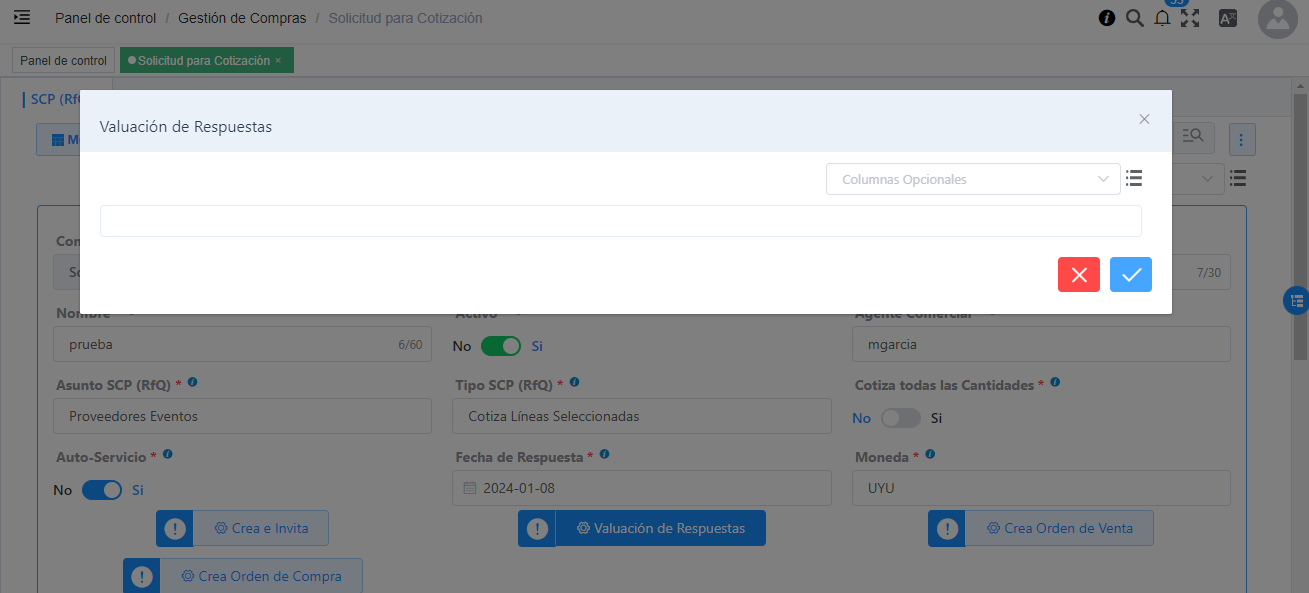 Panel de control / Gestión de Compras / Solicitud para Cotización
Panel de control
Solicitud para Cotización ×
SCP (RfQ
Valuación de Respuestas
Columnas Opcionales
Nombre
Activo
Agente Comercial
prueba 6/60
No Si
mgarcia
7/30
Asunto SCP (RfQ) *
Tipo SCP (RfQ) *
Cotiza todas las Cantidades *
Proveedores Eventos
Cotiza Líneas Seleccionadas
No Si
Auto-Servicio *
Fecha de Respuesta *
Moneda *
No Si
2024-01-08
UYU
Crea e Invita
Valuación de Respuestas
Crea Orden de Venta
Crea Orden de Compra